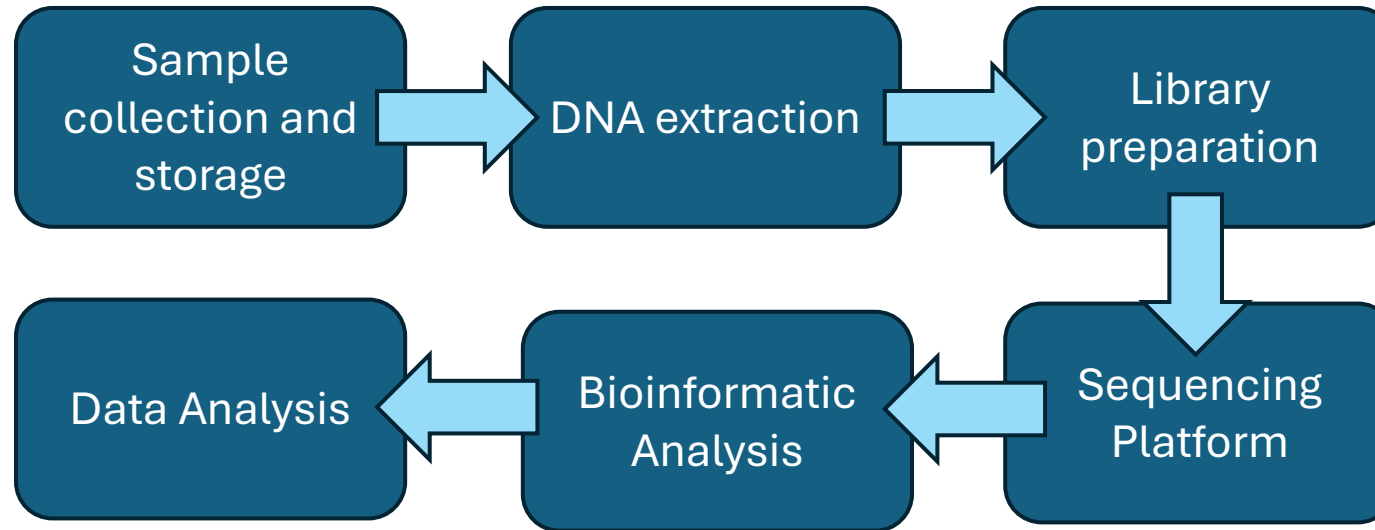 Sample
collection and
storage
DNA extraction
Library
preparation
Sequencing
Platform
Bioinformatic
Analysis
Data Analysis